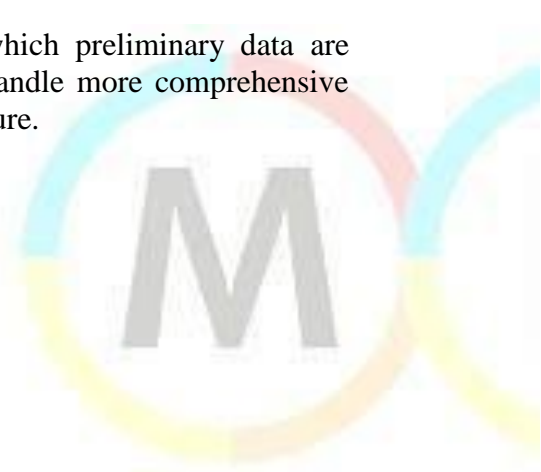 which preliminary data are
andle more comprehensive
ure.
M